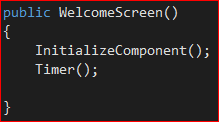 public WelcomeScreen()
{
    InitializeComponent();
    Timer();
}